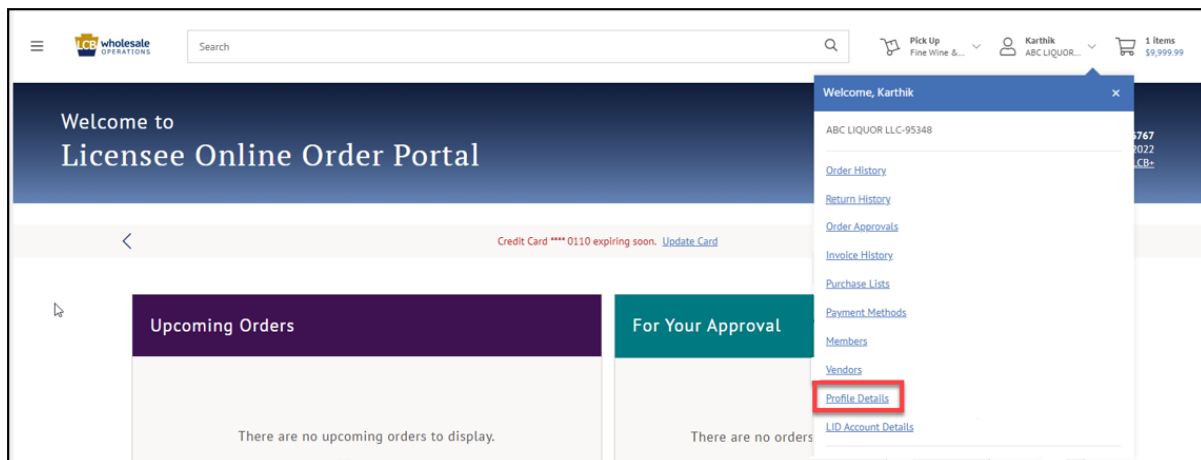 LCB wholesale
OPERATIONS
Search
Pick Up
Fine Wine &...
Karthik
ABC LIQUOR...
1 items
$9,999.99
Welcome to
Licensee Online Order Portal
5767
2022
LCB+
Credit Card **** 0110 expiring soon. Update Card
Upcoming Orders
There are no upcoming orders to display.
For Your Approval
There are no orders
Welcome, Karthik
×
ABC LIQUOR LLC-95348
Order History
Return History
Order Approvals
Invoice History
Purchase Lists
Payment Methods
Members
Vendors
Profile Details
LID Account Details